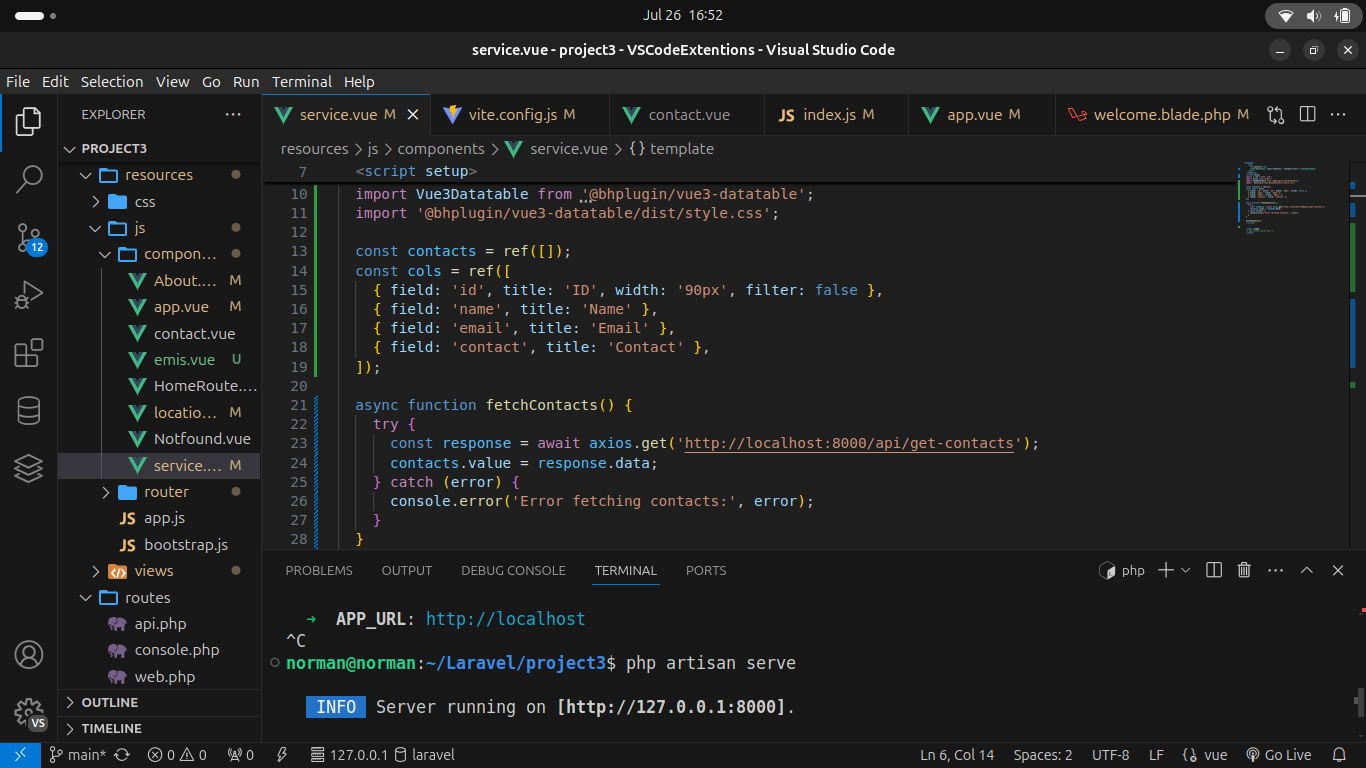 Jul 26 16:52
service.vue - project3 - VSCodeExtentions - Visual Studio Code
File Edit Selection View Go Run Terminal Help
EXPLORER
service.vue M
vite.config.js M
contact.vue
JS index.js M
app.vue M
welcome.blade.php M
PROJECT3
resources
css
js
compon...
About.... M
app.vue M
contact.vue
emis.vue U
HomeRoute....
locatio... M
Notfound.vue
service.... M
router
JS app.js
JS bootstrap.js
views
routes
api.php
console.php
web.php
OUTLINE
TIMELINE
12
VS
resources > js > components > service.vue > {} template
7 <script setup>
10 import Vue3Datatable from '@bhplugin/vue3-datatable';
11 import '@bhplugin/vue3-datatable/dist/style.css';
12
13 const contacts = ref([]);
14 const cols = ref([
15 { field: 'id', title: 'ID', width: '90px', filter: false },
16 { field: 'name', title: 'Name' },
17 { field: 'email', title: 'Email' },
18 { field: 'contact', title: 'Contact' },
19 ]);
20
21 async function fetchContacts() {
22 try {
23 const response = await axios.get('http://localhost:8000/api/get-contacts');
24 contacts.value = response.data;
25 } catch (error) {
26 console.error('Error fetching contacts:', error);
27 }
28 }
PROBLEMS OUTPUT DEBUG CONSOLE TERMINAL PORTS
php
➜ APP_URL: http://localhost
^C
norman@norman:~/Laravel/project3$ php artisan serve
INFO Server running on [http://127.0.0.1:8000].
main* 0 0 0 127.0.0.1 laravel
Ln 6, Col 14 Spaces: 2 UTF-8 LF vue Go Live